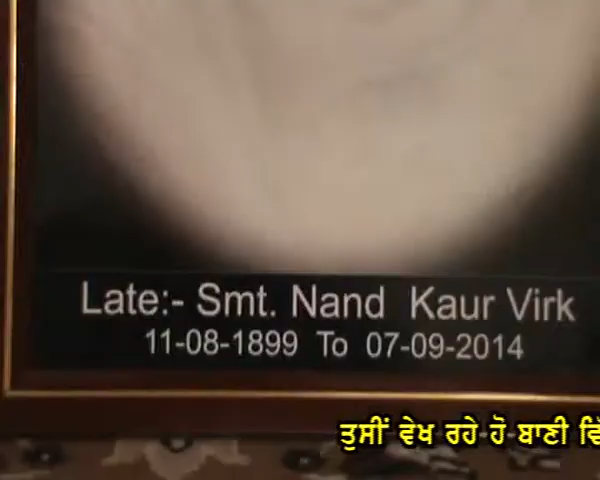 Late:- Smt. Nand Kaur Virk
11-08-1899 To 07-09-2014
ਤੁਸੀਂ ਵੇਖ ਰਹੇ ਹੋ ਬਾਣੀ